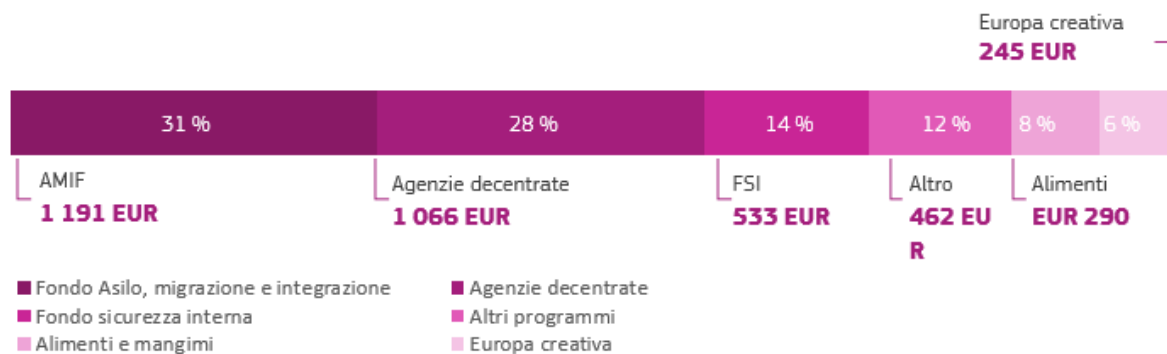 Europa creativa
245 EUR
31 % 28 % 14 % 12 % 8 % 6 %
AMIF
1 191 EUR
Agenzie decentrate
1 066 EUR
FSI
533 EUR
Altro
462 EU
R
Alimenti
EUR 290
Fondo Asilo, migrazione e integrazione
Agenzie decentrate
Fondo sicurezza interna
Altri programmi
Alimenti e mangimi
Europa creativa